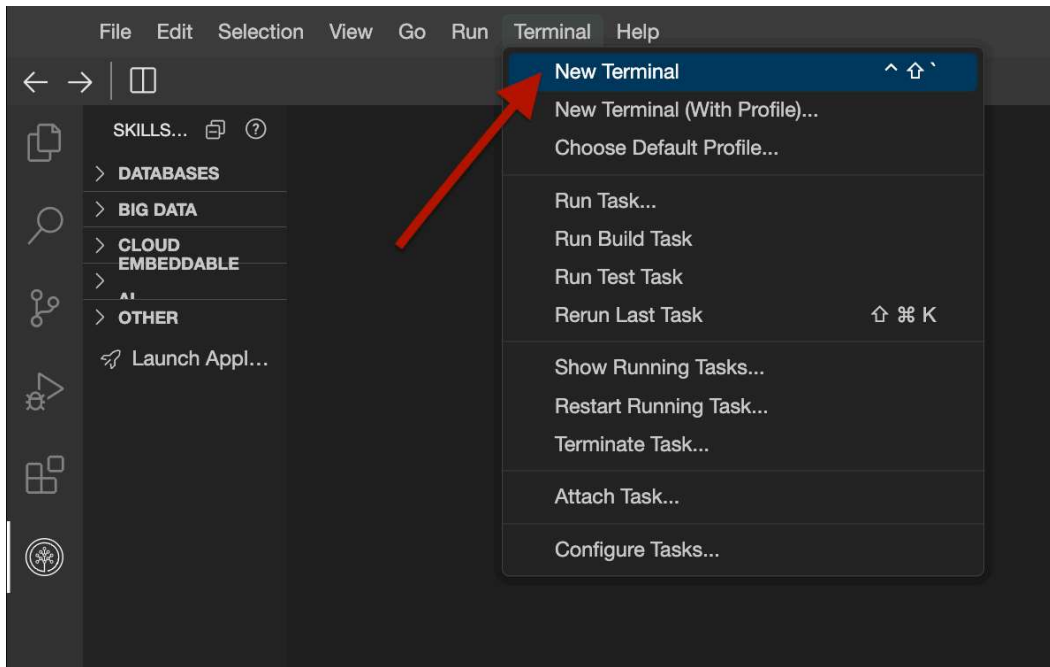 File Edit Selection View Go Run Terminal Help
SKILLS...
DATABASES
BIG DATA
CLOUD
EMBEDDABLE
AI
OTHER
Launch Appl...
New Terminal ^ ⇧ `
New Terminal (With Profile)...
Choose Default Profile...
Run Task...
Run Build Task
Run Test Task
Rerun Last Task ⇧ ⌘ K
Show Running Tasks...
Restart Running Task...
Terminate Task...
Attach Task...
Configure Tasks...